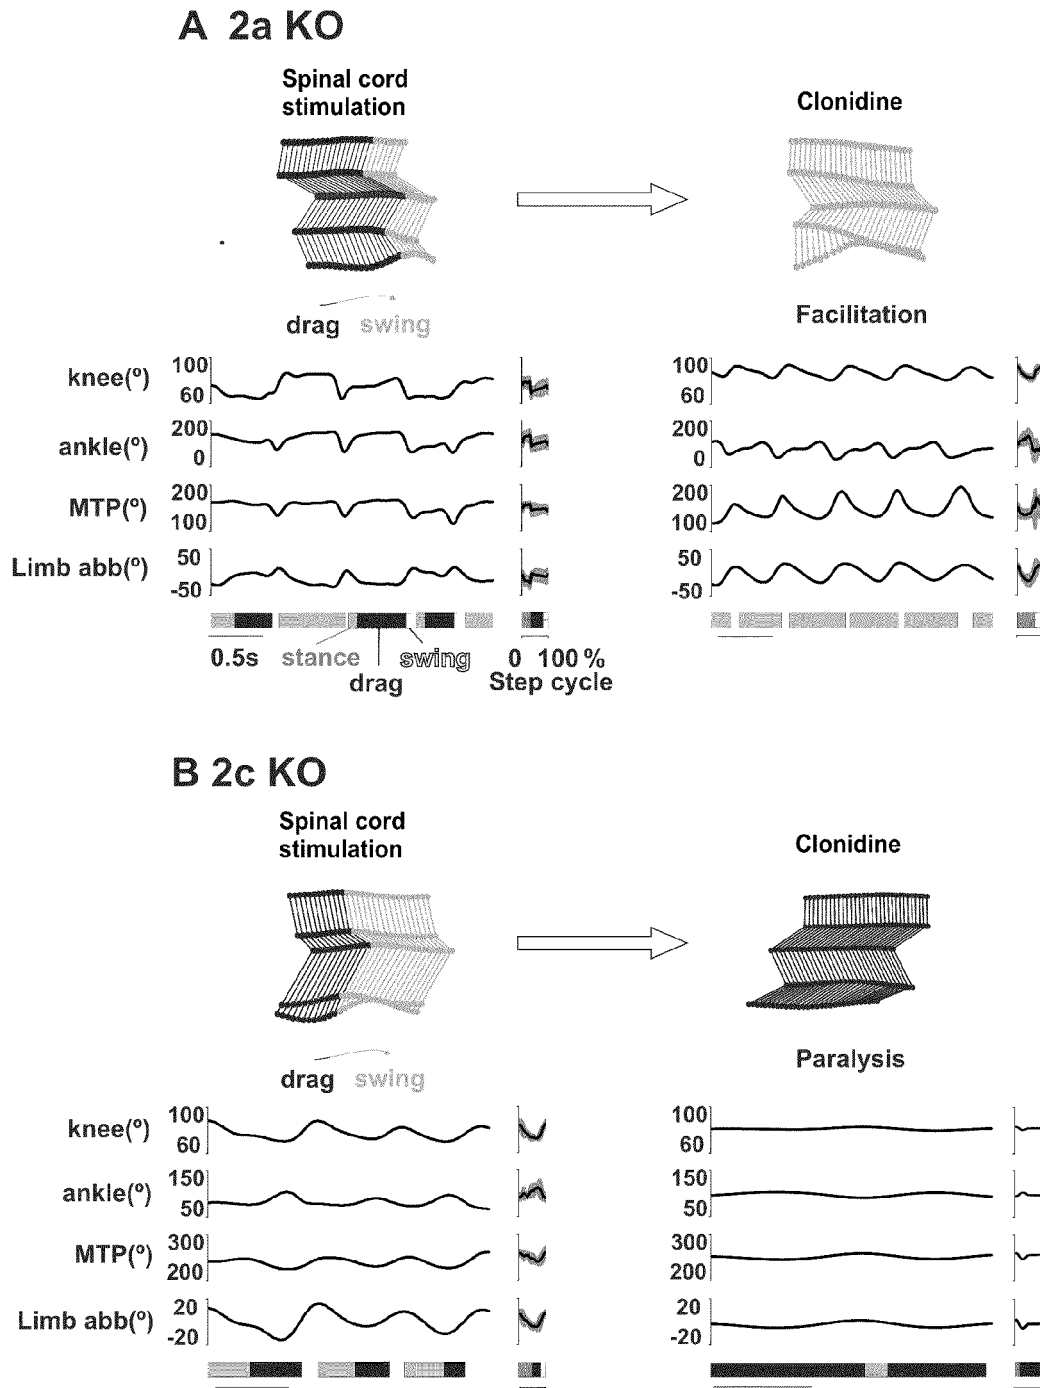 A 2a KO
Spinal cord
stimulation
Clonidine
drag swing
Facilitation
knee(º) 100 60 100 60
ankle(º) 200 0 200 0
MTP(º) 200 100 200 100
Limb abb(º) 50 -50 50 -50
0.5s stance drag swing 0 100 %
Step cycle
B 2c KO
Spinal cord
stimulation
Clonidine
drag swing
Paralysis
knee(º) 100 60 100 60
ankle(º) 150 50 150 50
MTP(º) 300 200 300 200
Limb abb(º) 20 -20 20 -20